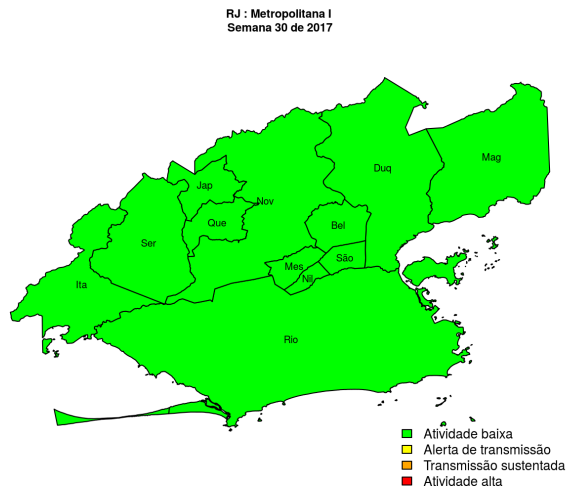 RJ : Metropolitana I
Semana 30 de 2017
Mag
Duq
Jap
Nov
Que
Bel
Ser
São
Mes
Nil
Ita
Rio
Atividade baixa
Alerta de transmissão
Transmissão sustentada
Atividade alta